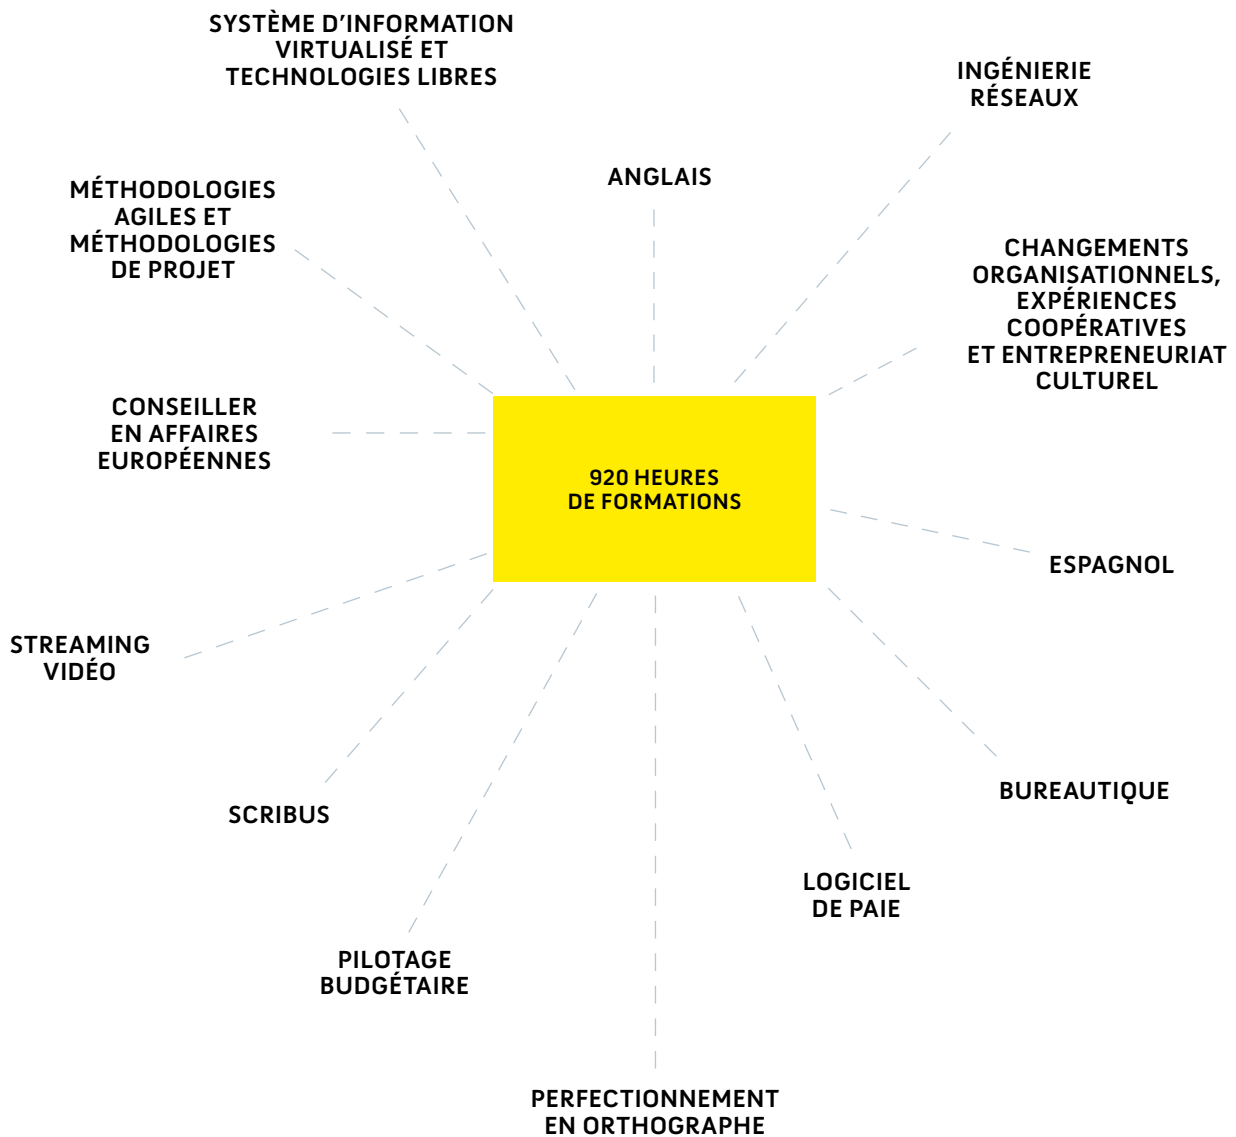 SYSTÈME D'INFORMATION
VIRTUALISÉ ET
TECHNOLOGIES LIBRES
INGÉNIERIE
RÉSEAUX
ANGLAIS
MÉTHODOLOGIES
AGILES ET
MÉTHODOLOGIES
DE PROJET
CHANGEMENTS
ORGANISATIONNELS,
EXPÉRIENCES
COOPÉRATIVES
ET ENTREPRENEURIAT
CULTUREL
CONSEILLER
EN AFFAIRES
EUROPÉENNES
920 HEURES
DE FORMATIONS
ESPAGNOL
STREAMING
VIDÉO
BUREAUTIQUE
SCRIBUS
LOGICIEL
DE PAIE
PILOTAGE
BUDGÉTAIRE
PERFECTIONNEMENT
EN ORTHOGRAPHE